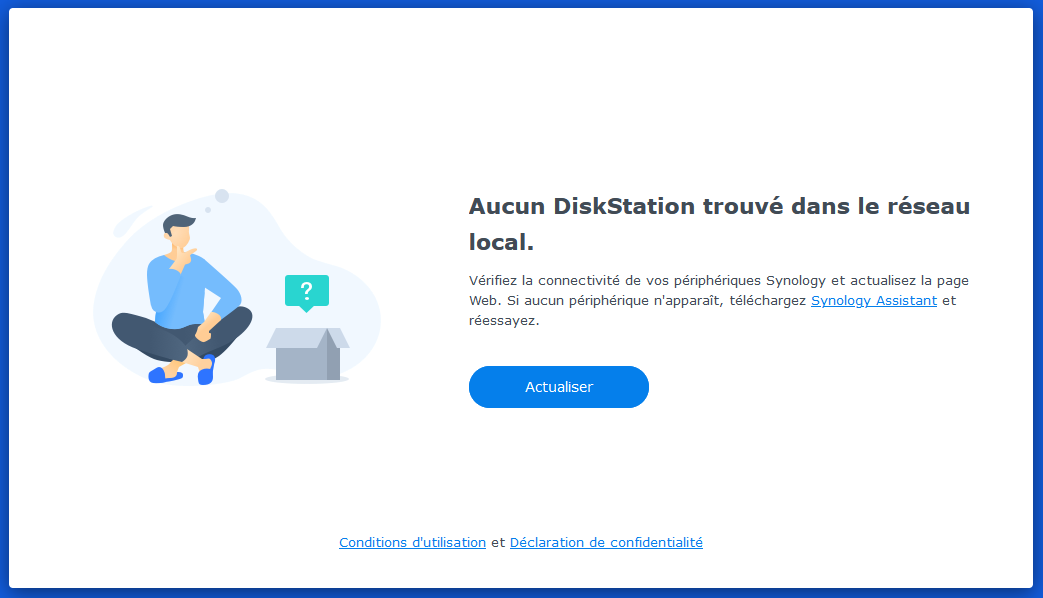 ?
Aucun DiskStation trouvé dans le réseau
local.
Vérifiez la connectivité de vos périphériques Synology et actualisez la page
Web. Si aucun périphérique n'apparaît, téléchargez Synology Assistant et
réessayez.
Actualiser
Conditions d'utilisation et Déclaration de confidentialité